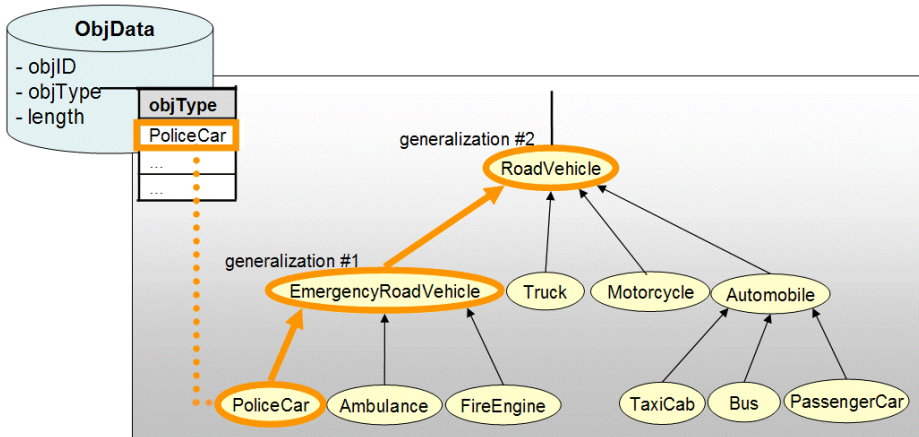 ObjData
- objID
- objType
- length
objType
PoliceCar
...
...
generalization #2
RoadVehicle
generalization #1
EmergencyRoadVehicle
Truck
Motorcycle
Automobile
PoliceCar
Ambulance
FireEngine
TaxiCab
Bus
PassengerCar